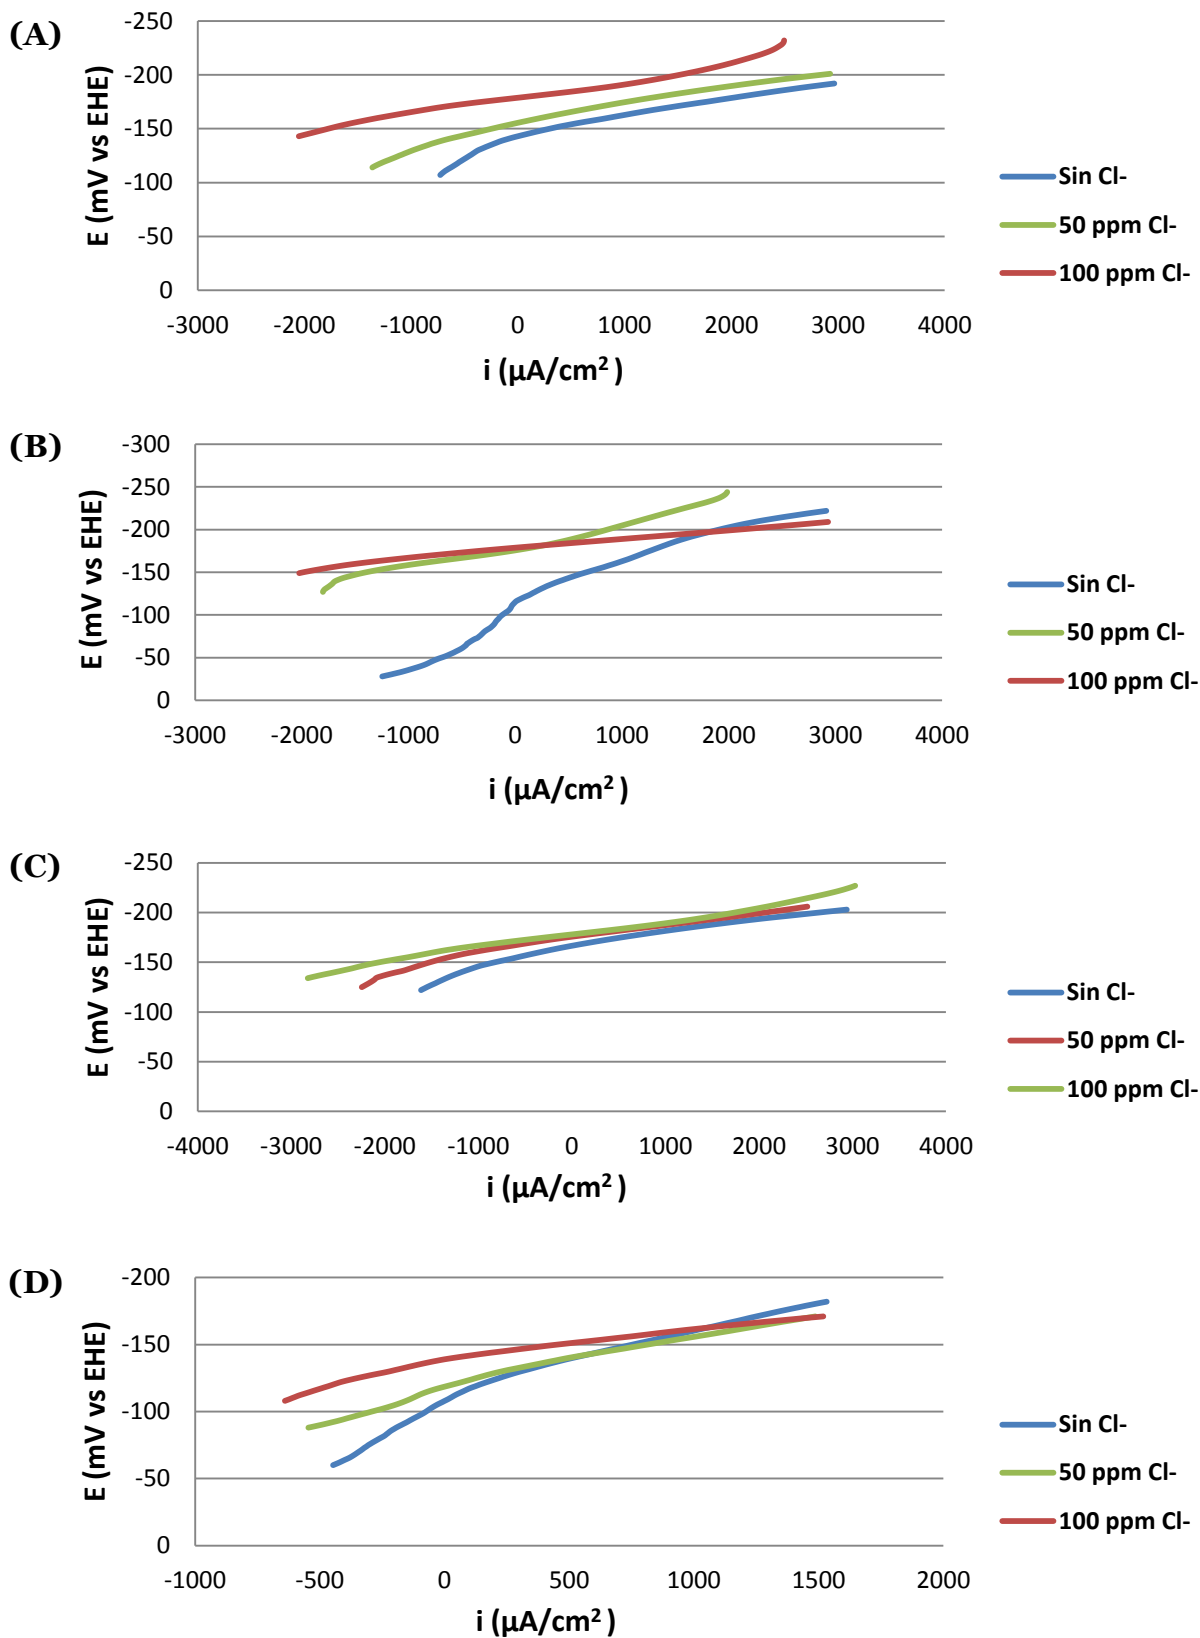 (A)
E (mV vs EHE)
-250
-200
-150
-100
-50
0
-3000 -2000 -1000 0 1000 2000 3000 4000
i (µA/cm² )
Sin Cl-
50 ppm Cl-
100 ppm Cl-
(B)
E (mV vs EHE)
-300
-250
-200
-150
-100
-50
0
-3000 -2000 -1000 0 1000 2000 3000 4000
i (µA/cm² )
Sin Cl-
50 ppm Cl-
100 ppm Cl-
(C)
E (mV vs EHE)
-250
-200
-150
-100
-50
0
-4000 -3000 -2000 -1000 0 1000 2000 3000 4000
i (µA/cm² )
Sin Cl-
50 ppm Cl-
100 ppm Cl-
(D)
E (mV vs EHE)
-200
-150
-100
-50
0
-1000 -500 0 500 1000 1500 2000
i (µA/cm² )
Sin Cl-
50 ppm Cl-
100 ppm Cl-